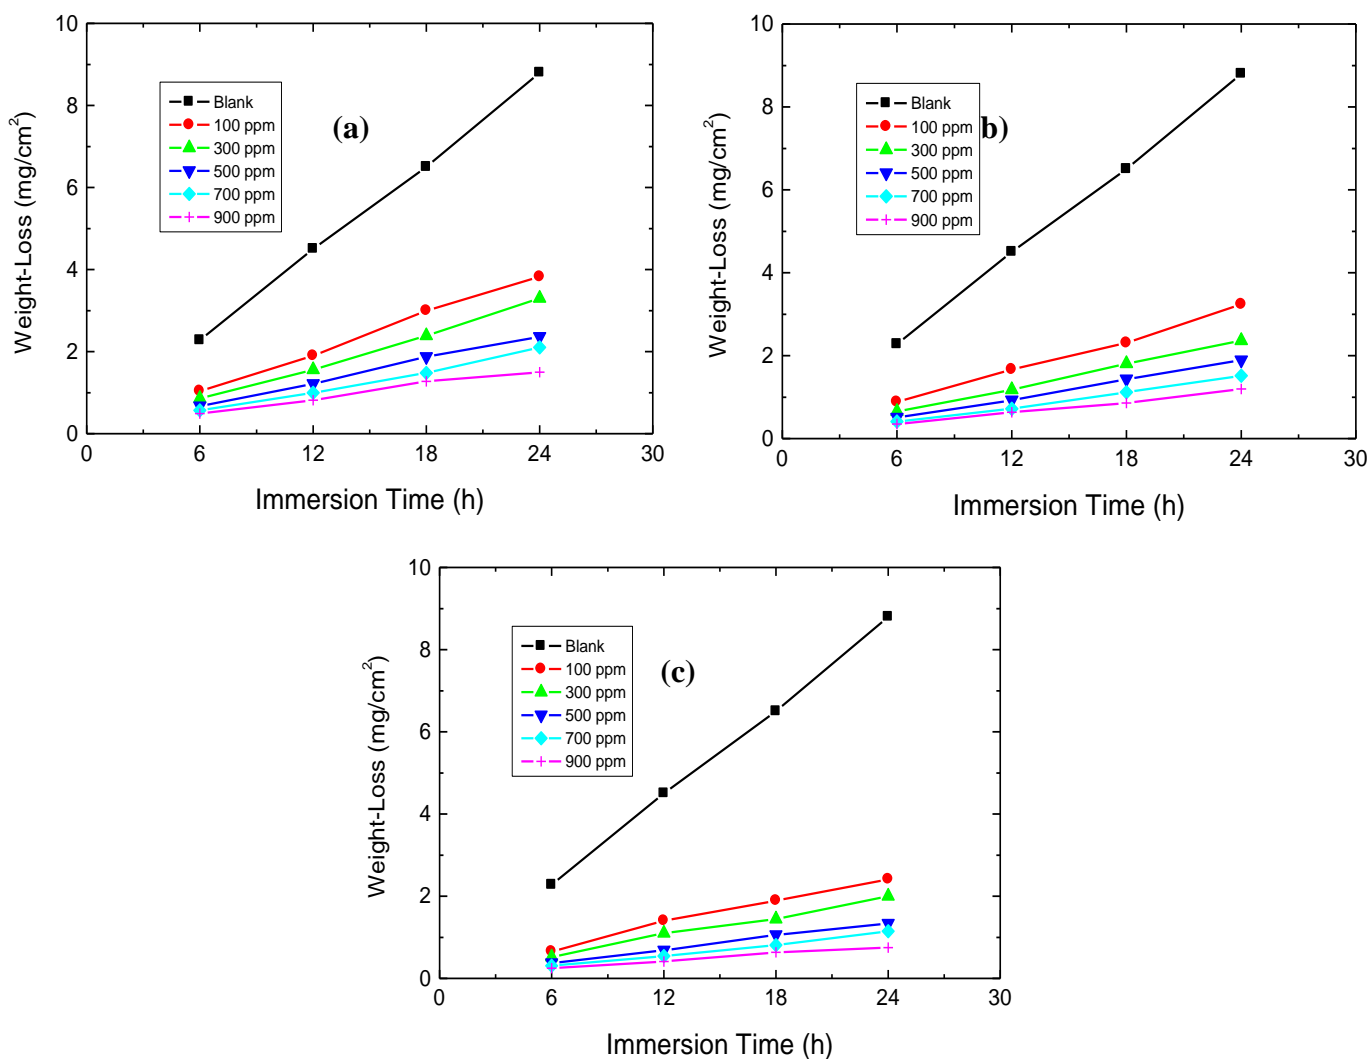 10
8
6
4
2
0
Weight-Loss (mg/cm²)
Blank
100 ppm
300 ppm
500 ppm
700 ppm
900 ppm
(a)
0 6 12 18 24 30
Immersion Time (h)
10
8
6
4
2
0
Weight-Loss (mg/cm²)
Blank
100 ppm
300 ppm
500 ppm
700 ppm
900 ppm
b)
0 6 12 18 24 30
Immersion Time (h)
10
8
6
4
2
0
Weight-Loss (mg/cm²)
Blank
100 ppm
300 ppm
500 ppm
700 ppm
900 ppm
(c)
0 6 12 18 24 30
Immersion Time (h)